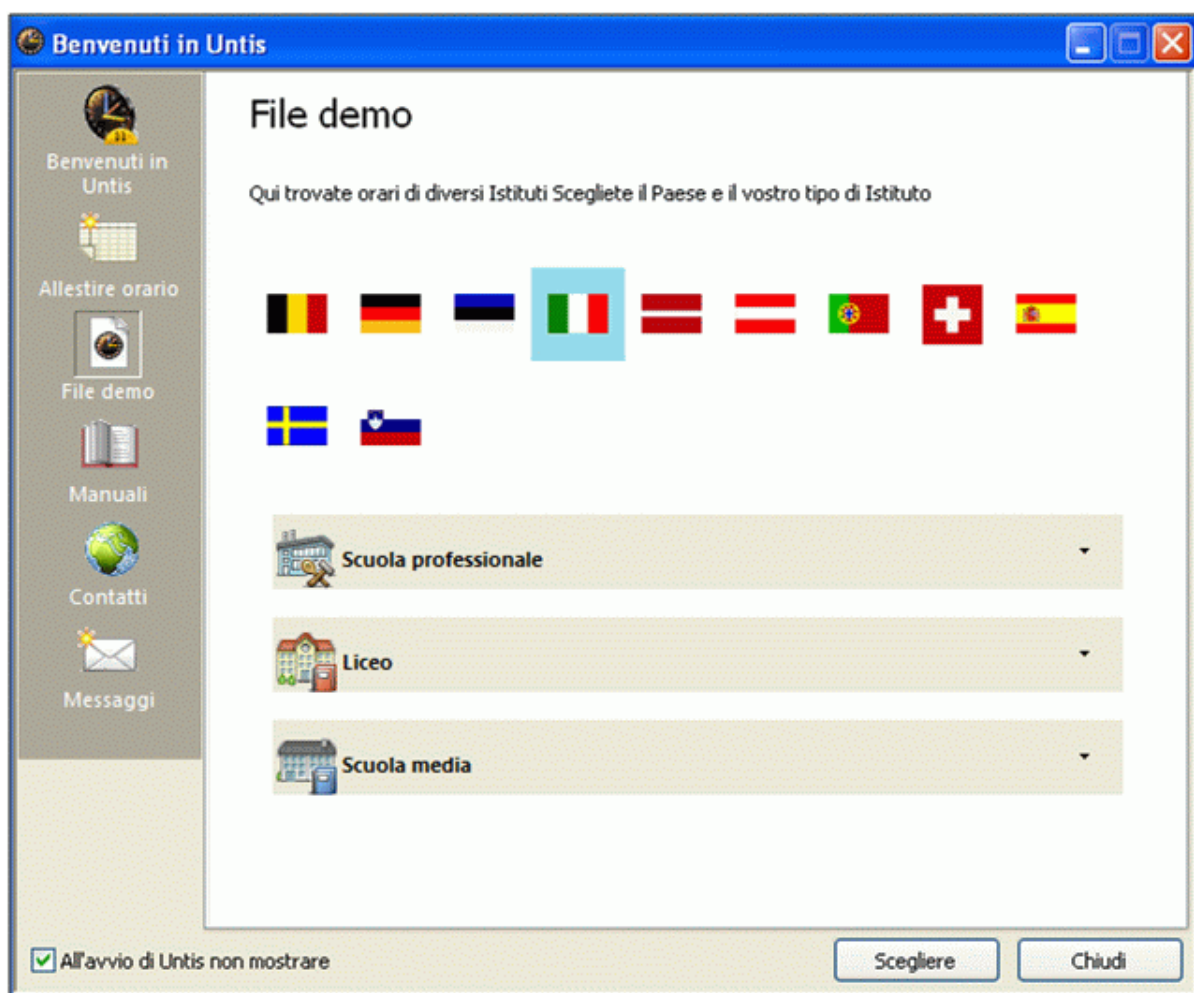 Benvenuti in Untis
Benvenuti in
Untis
Allestire orario
File demo
Manuali
Contatti
Messaggi
File demo
Qui trovate orari di diversi Istituti Scegliete il Paese e il vostro tipo di Istituto
Scuola professionale
Liceo
Scuola media
All'avvio di Untis non mostrare
Scegliere
Chiudi